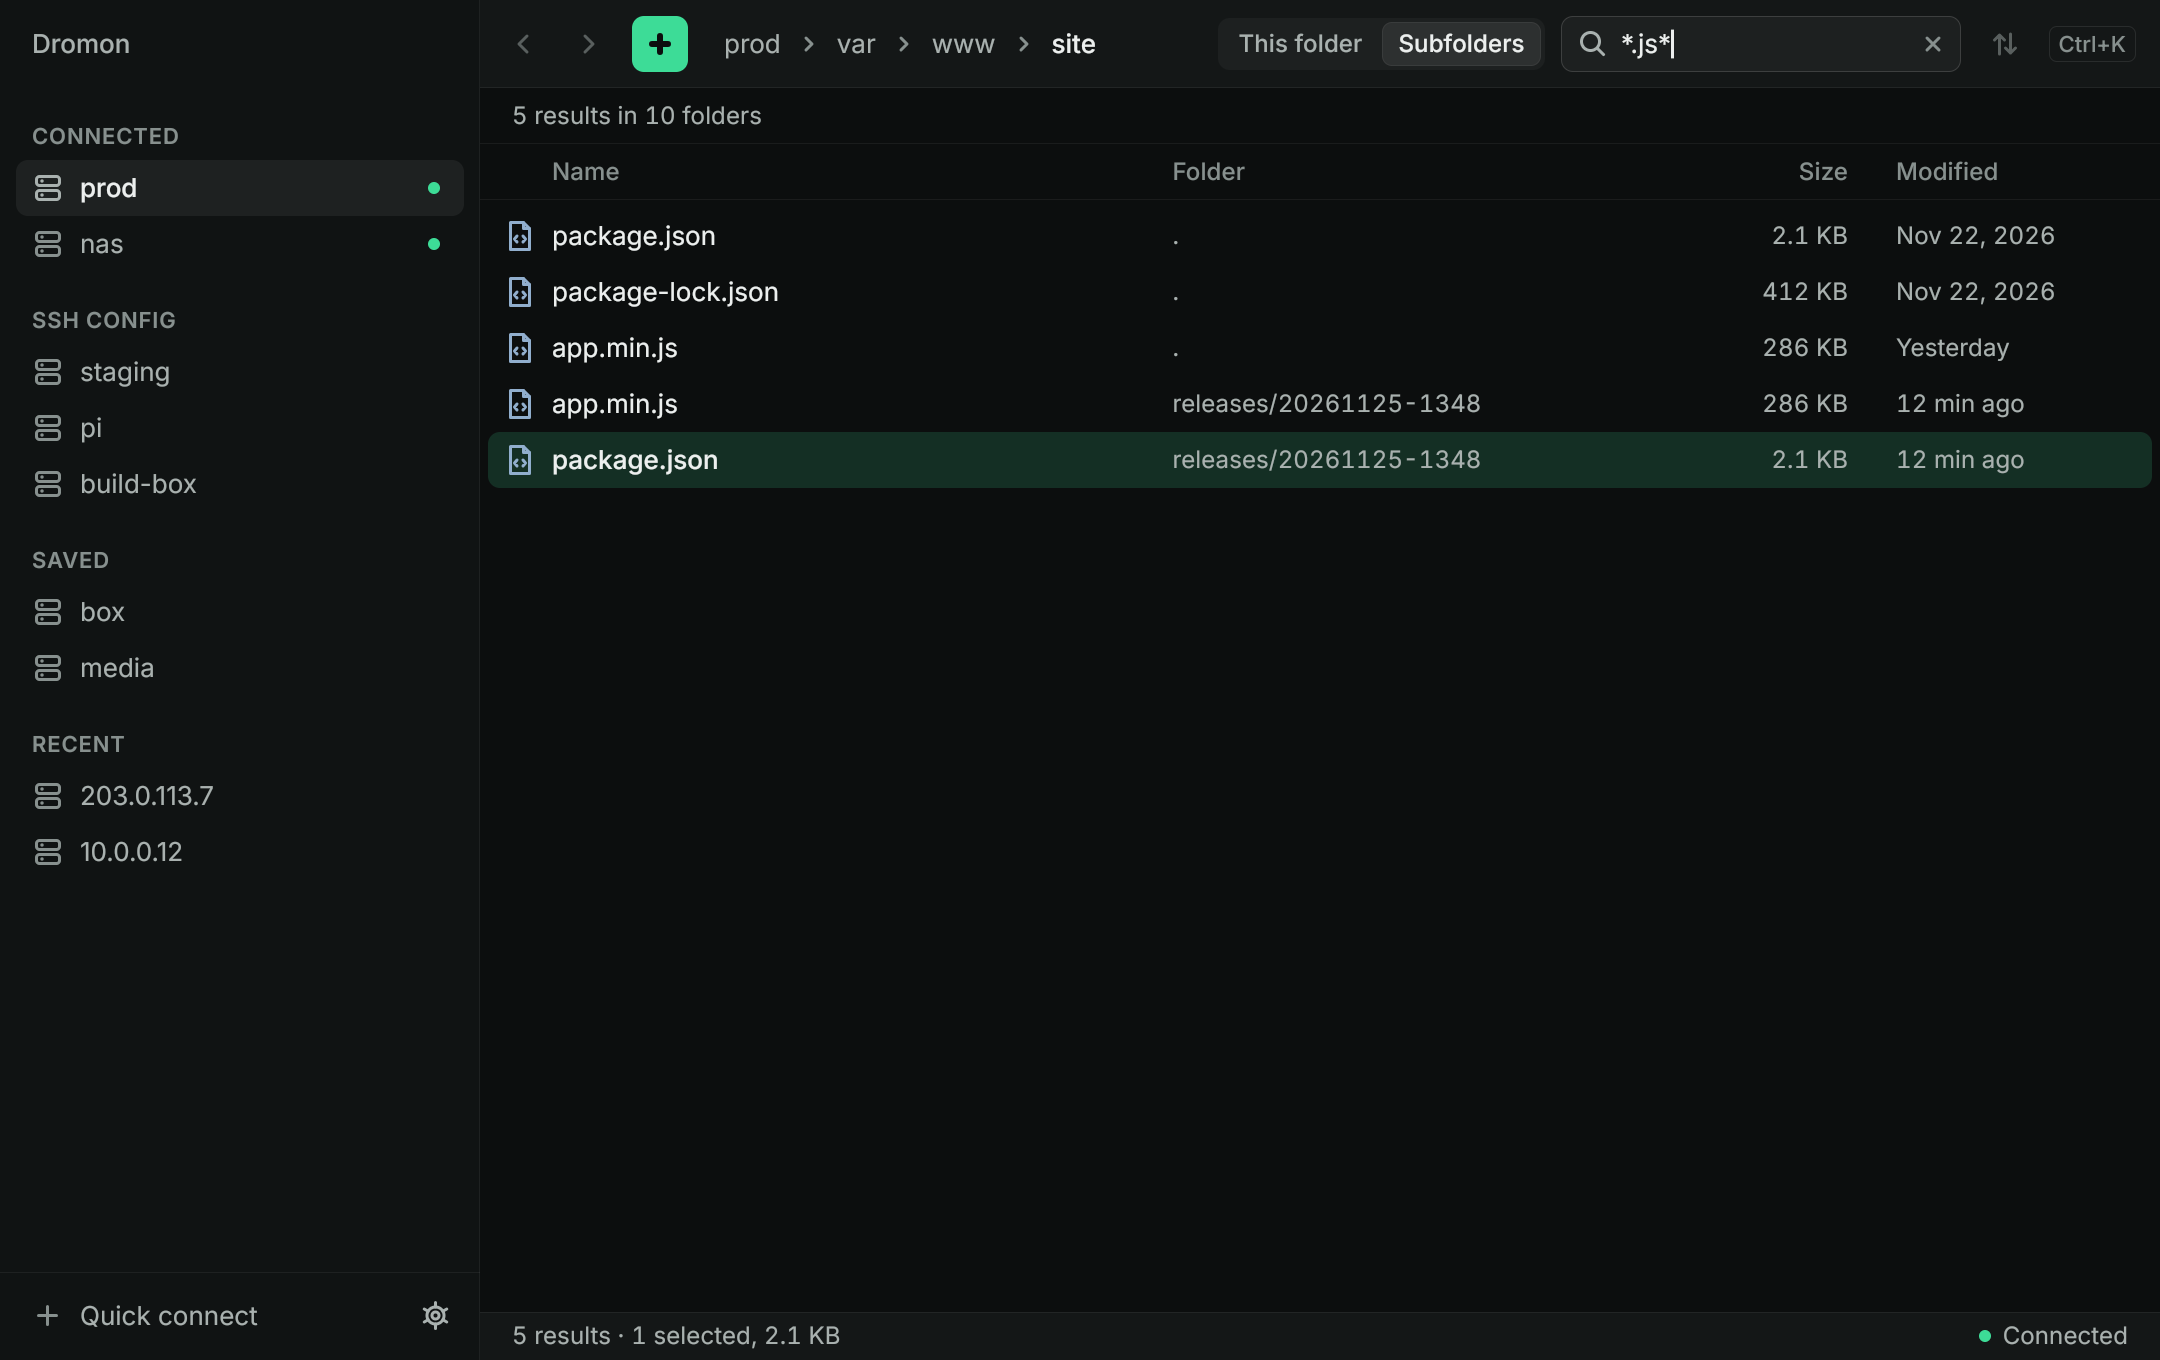 Dromon
CONNECTED
prod
nas
SSH CONFIG
staging
pi
build-box
SAVED
box
media
RECENT
203.0.113.7
10.0.0.12
Quick connect
prod var www site
This folder Subfolders
*.js*
Ctrl+K
5 results in 10 folders
Name Folder Size Modified
package.json . 2.1 KB Nov 22, 2026
package-lock.json . 412 KB Nov 22, 2026
app.min.js . 286 KB Yesterday
app.min.js releases/20261125-1348 286 KB 12 min ago
package.json releases/20261125-1348 2.1 KB 12 min ago
5 results · 1 selected, 2.1 KB
Connected